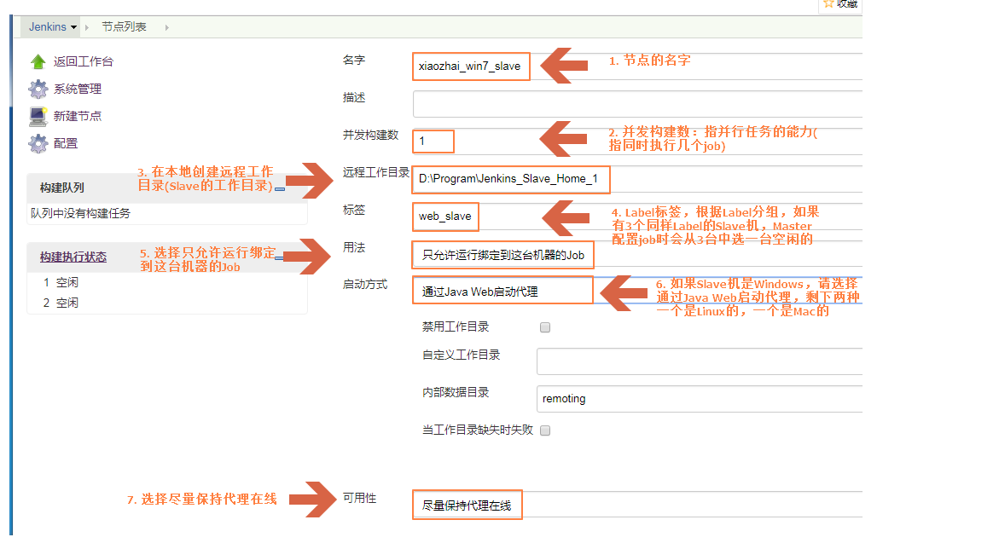 收藏
Jenkins
节点列表
返回工作台
系统管理
新建节点
配置
构建队列
队列中没有构建任务
构建执行状态
1 空闲
2 空闲
名字
xiaozhai_win7_slave
1. 节点的名字
描述
并发构建数
1
2. 并发构建数：指并行任务的能力(
指同时执行几个job)
3. 在本地创建远程工作
目录(Slave的工作目录)
远程工作目录
D:\Program\Jenkins_Slave_Home_1
标签
web_slave
4. Label标签，根据Label分组，如果
有3个同样Label的Slave机，Master
配置job时会从3台中选一台空闲的
5. 选择只允许运行绑定
到这台机器的Job
用法
只允许运行绑定到这台机器的Job
启动方式
通过Java Web启动代理
6. 如果Slave机是Windows，请选择
通过Java Web启动代理，剩下两种
一个是Linux的，一个是Mac的
禁用工作目录
自定义工作目录
内部数据目录
remoting
当工作目录缺失时失败
7. 选择尽量保持代理在线
可用性
尽量保持代理在线